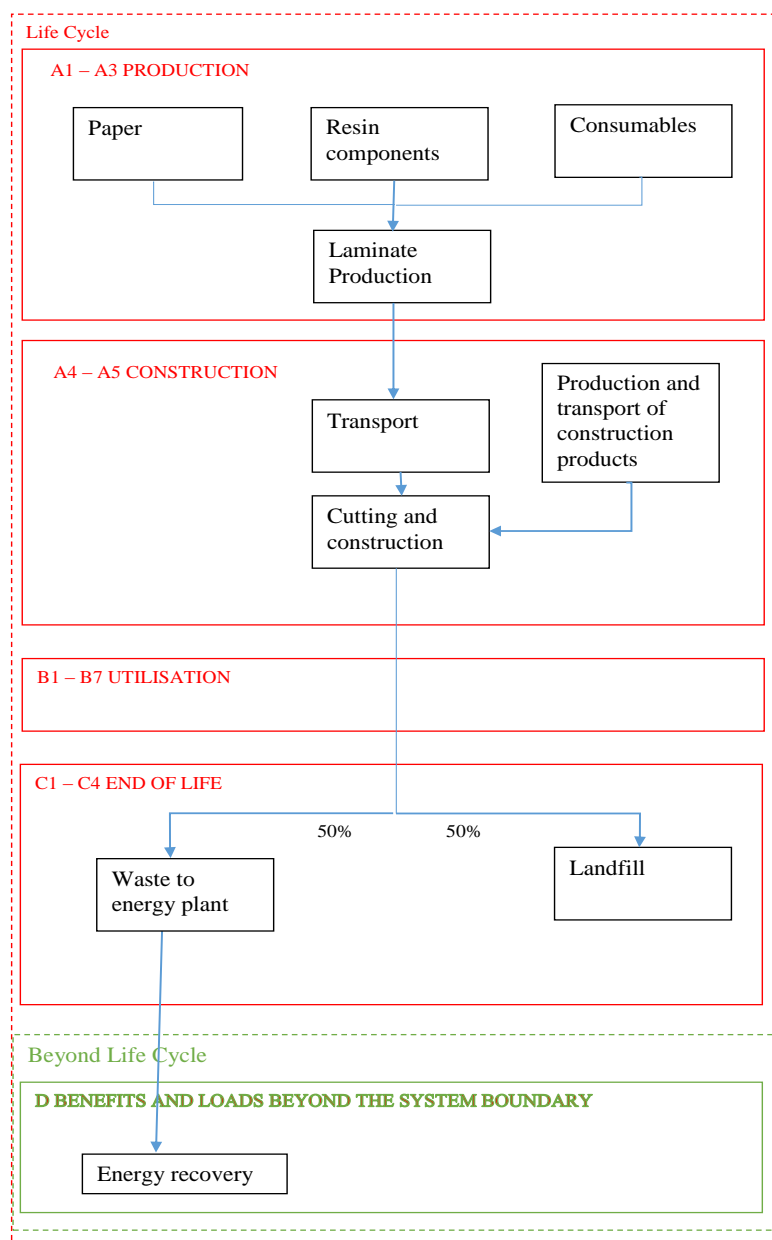 Life Cycle
A1 – A3 PRODUCTION
Paper
Resin
components
Consumables
Laminate
Production
A4 – A5 CONSTRUCTION
Production and
transport of
construction
products
Transport
Cutting and
construction
B1 – B7 UTILISATION
C1 – C4 END OF LIFE
50%
50%
Waste to
energy plant
Landfill
Beyond Life Cycle
D BENEFITS AND LOADS BEYOND THE SYSTEM BOUNDARY
Energy recovery